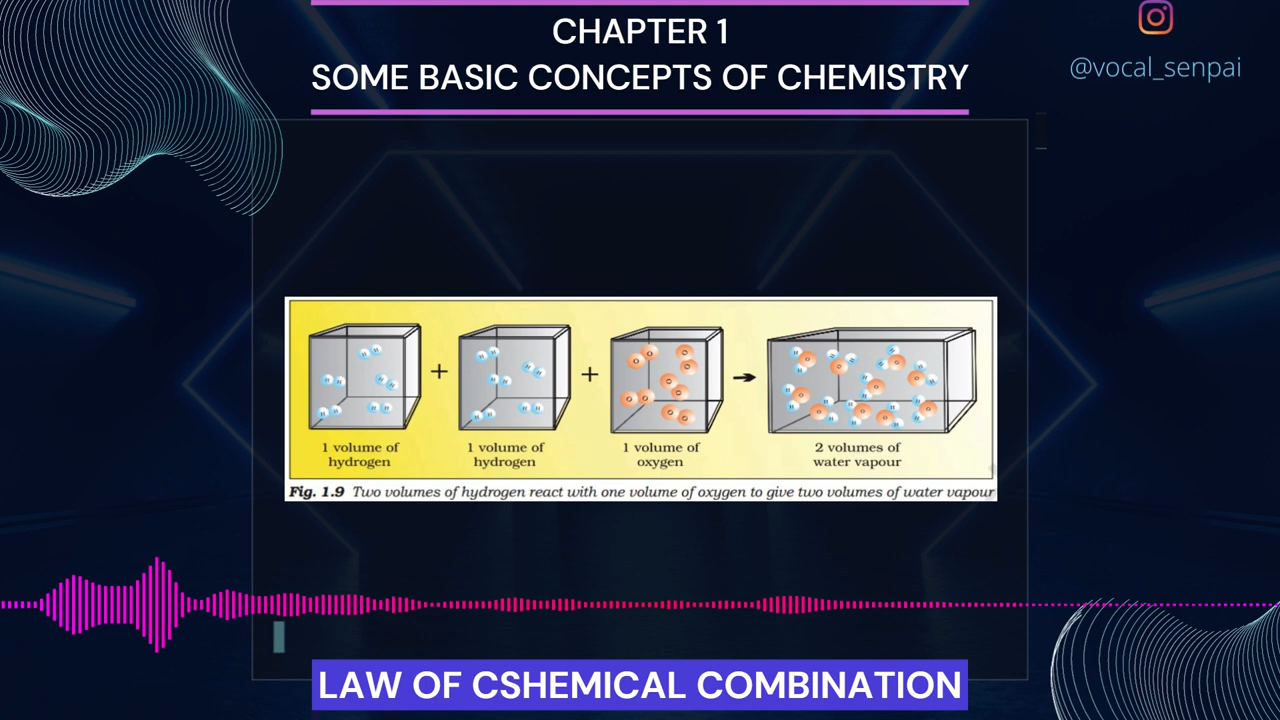 CHAPTER 1
SOME BASIC CONCEPTS OF CHEMISTRY
@vocal_senpai
1 volume of
hydrogen
1 volume of
hydrogen
1 volume of
oxygen
2 volumes of
water vapour
Fig. 1.9 Two volumes of hydrogen react with one volume of oxygen to give two volumes of water vapour
LAW OF CSHEMICAL COMBINATION